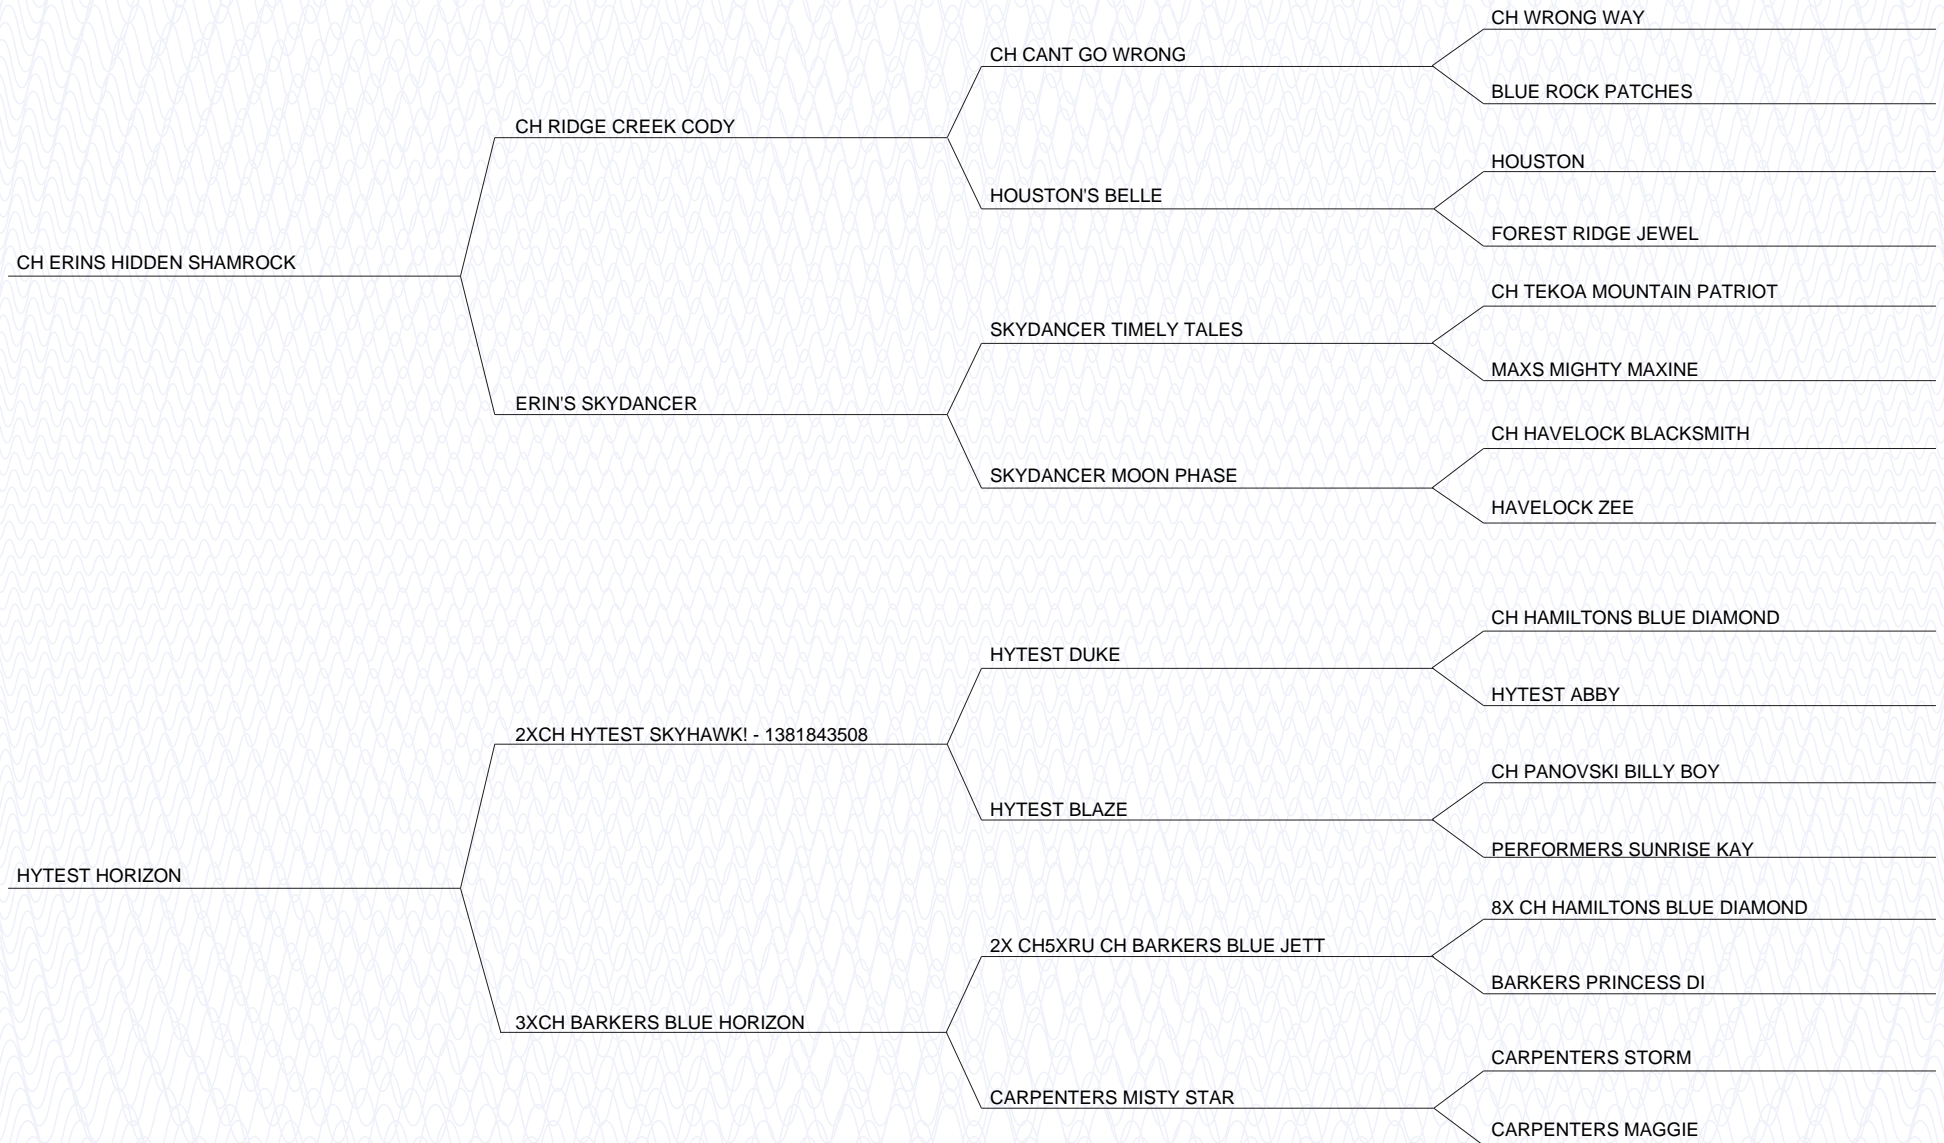 CH WRONG WAY
CH CANT GO WRONG
BLUE ROCK PATCHES
CH RIDGE CREEK CODY
HOUSTON
HOUSTON'S BELLE
FOREST RIDGE JEWEL
CH ERINS HIDDEN SHAMROCK
CH TEKOA MOUNTAIN PATRIOT
SKYDANCER TIMELY TALES
MAXS MIGHTY MAXINE
ERIN'S SKYDANCER
CH HAVELOCK BLACKSMITH
SKYDANCER MOON PHASE
HAVELOCK ZEE
CH HAMILTONS BLUE DIAMOND
HYTEST DUKE
HYTEST ABBY
2XCH HYTEST SKYHAWK! - 1381843508
CH PANOVSKI BILLY BOY
HYTEST BLAZE
PERFORMERS SUNRISE KAY
HYTEST HORIZON
8X CH HAMILTONS BLUE DIAMOND
2X CH5XRU CH BARKERS BLUE JETT
BARKERS PRINCESS DI
3XCH BARKERS BLUE HORIZON
CARPENTERS STORM
CARPENTERS MISTY STAR
CARPENTERS MAGGIE